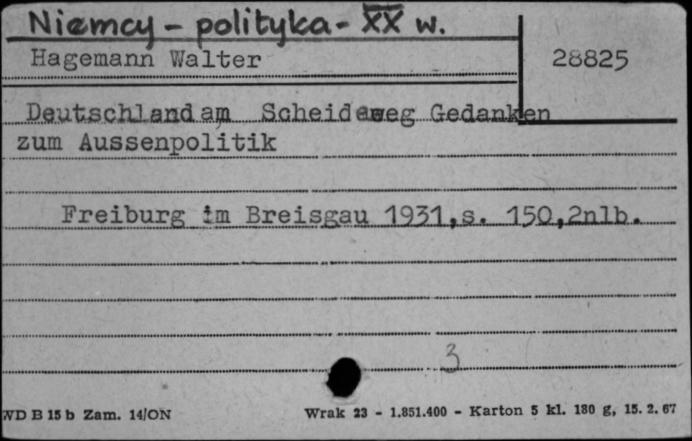 Niemcy - polityka - XX w.
Hagemann Walter
28825
Deutschland am Scheideweg Gedanken
zum Aussenpolitik
Freiburg im Breisgau 1931,s. 150,2nlb.
3
WD B 15 b Zam. 14/ON
Wrak 23 - 1.851.400 - Karton 5 kl. 180 g, 15. 2. 67